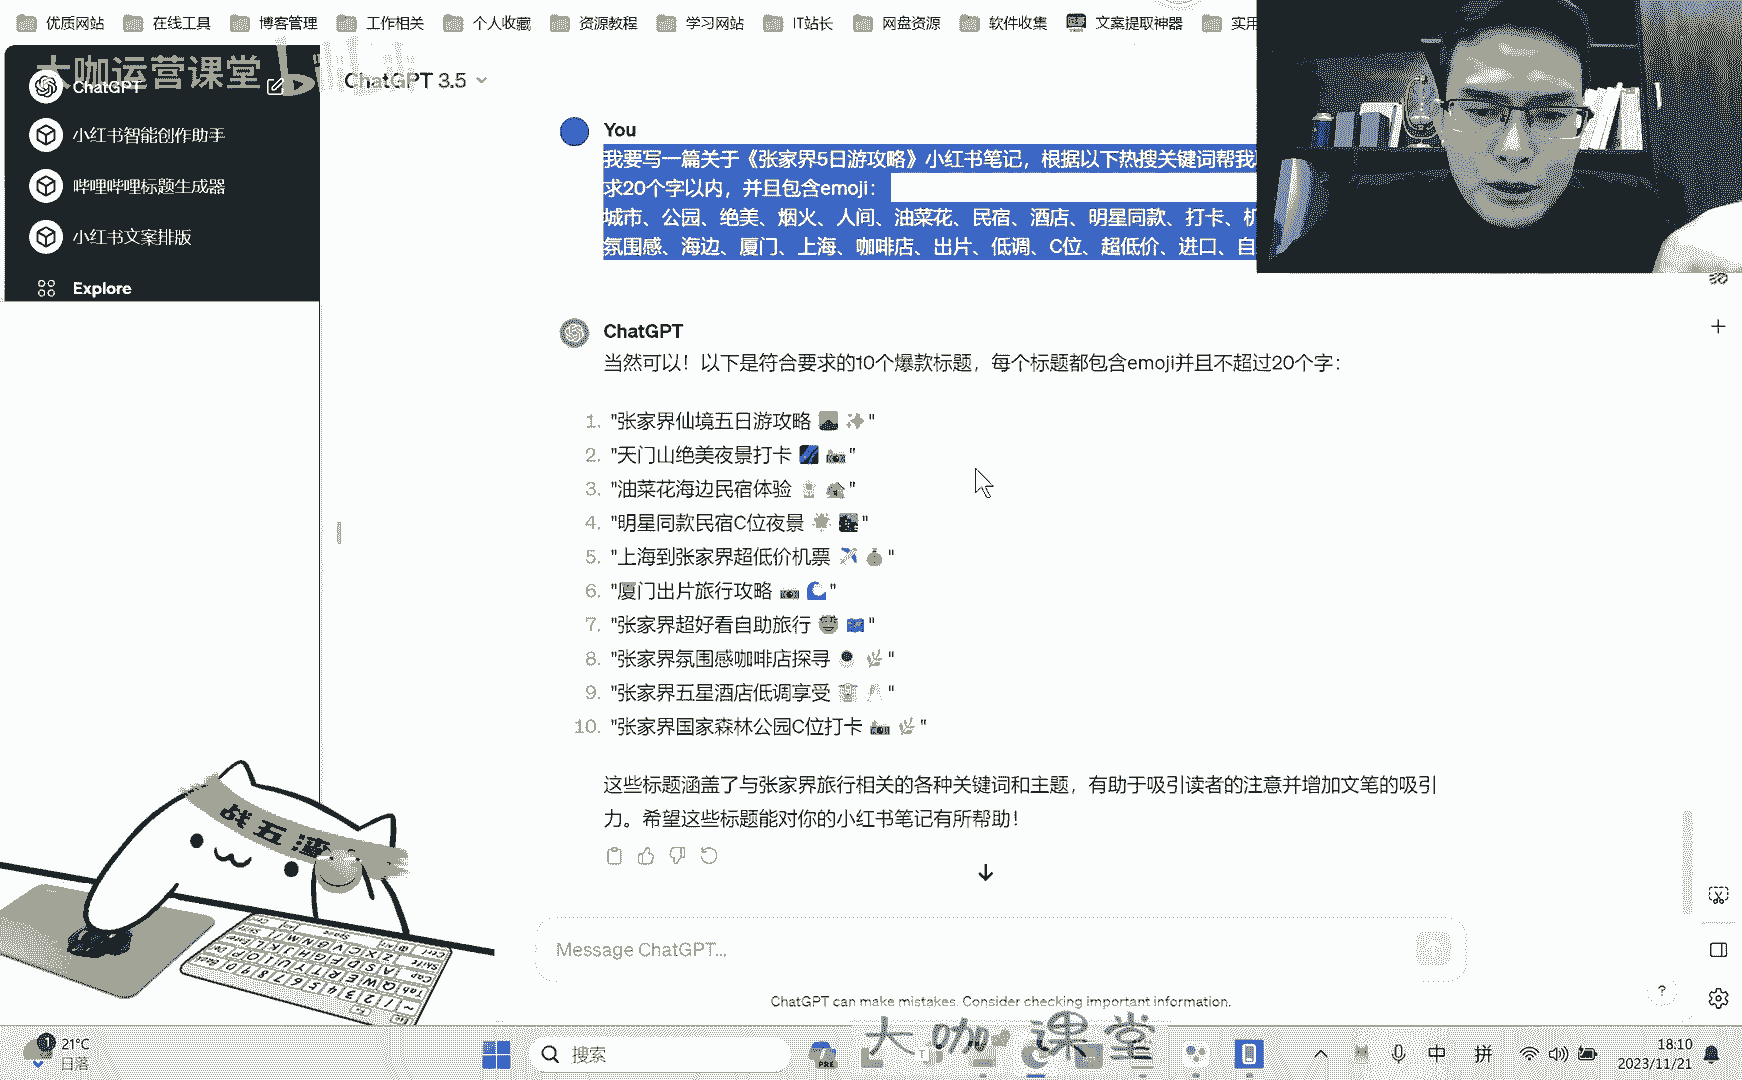 优质网站 在线工具 博客管理 工作相关 个人收藏 资源教程 学习网站 IT站长 网盘资源 软件收集 文案提取神器 实用
大咖运营课堂
ChatGPT
小红书智能创作助手
哔哩哔哩标题生成器
小红书文案排版
Explore
ChatGPT 3.5
You
我要写一篇关于《张家界5日游攻略》小红书笔记，根据以下热搜关键词帮我
求20个字以内，并且包含emoji：
城市、公园、绝美、烟火、人间、油菜花、民宿、酒店、明星同款、打卡、机
氛围感、海边、厦门、上海、咖啡店、出片、低调、C位、超低价、进口、自
ChatGPT
当然可以！以下是符合要求的10个爆款标题，每个标题都包含emoji并且不超过20个字：
1. "张家界仙境五日游攻略 🌄 ✨"
2. "天门山绝美夜景打卡 🌌 📸"
3. "油菜花海边民宿体验 🌼 🏠"
4. "明星同款民宿C位夜景 🌟 🌃"
5. "上海到张家界超低价机票 ✈️ 💰"
6. "厦门出片旅行攻略 📷 🌊"
7. "张家界超好看自助旅行 😍 🗺️"
8. "张家界氛围感咖啡店探寻 ☕ 🌿"
9. "张家界五星酒店低调享受 🏨 🥂"
10. "张家界国家森林公园C位打卡 📸 🌿"
这些标题涵盖了与张家界旅行相关的各种关键词和主题，有助于吸引读者的注意并增加文笔的吸引
力。希望这些标题能对你的小红书笔记有所帮助！
Message ChatGPT...
ChatGPT can make mistakes. Consider checking important information.
大咖课堂
21°C
日落
搜索
PRE
中
拼
18:10
2023/11/21